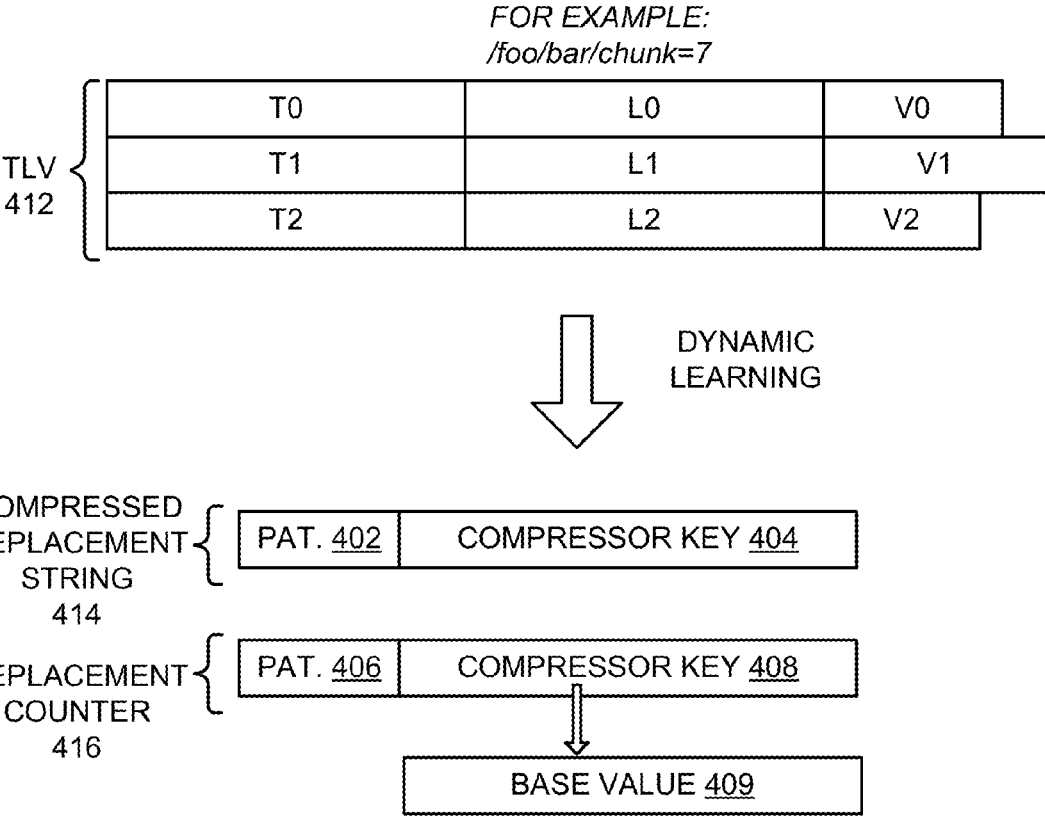 FOR EXAMPLE:
/foo/bar/chunk=7
T0 L0 V0
TLV
412
T1 L1 V1
T2 L2 V2
DYNAMIC
LEARNING
OMPRESSED
EPLACEMENT
STRING
414
PAT. 402 COMPRESSOR KEY 404
EPLACEMENT
COUNTER
416
PAT. 406 COMPRESSOR KEY 408
BASE VALUE 409